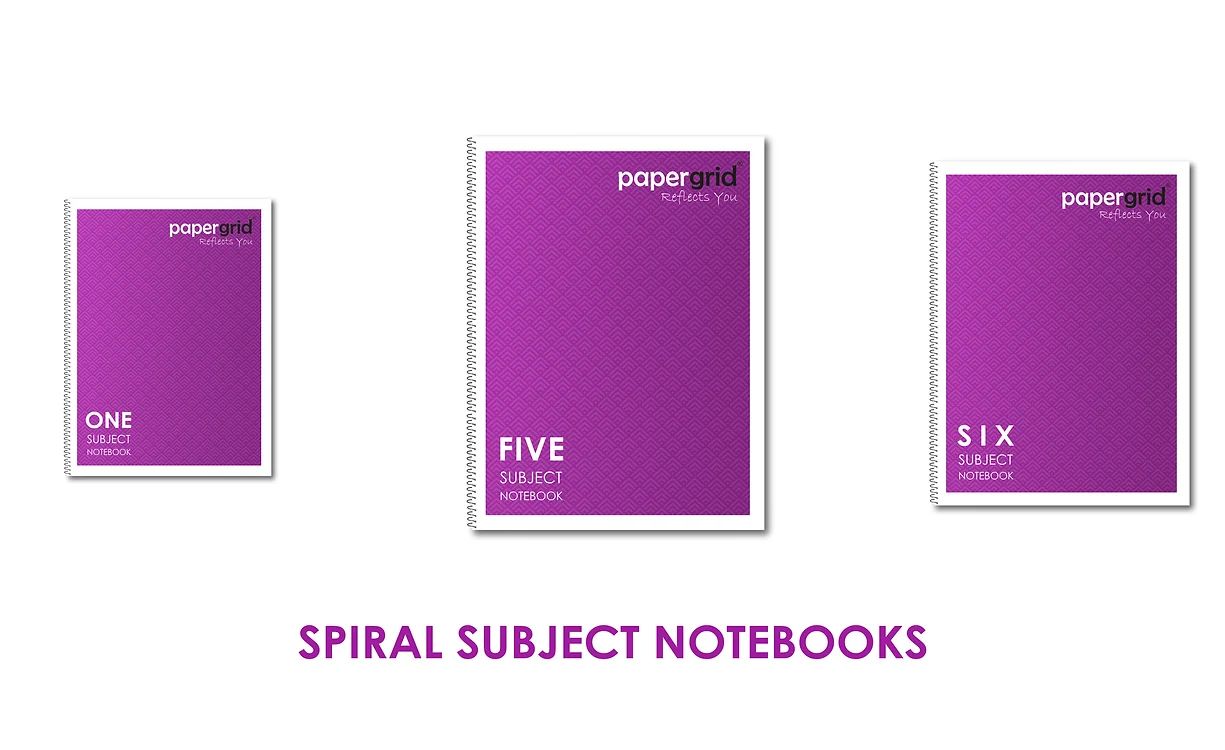 papergrid
Reflects You
ONE
SUBJECT
NOTEBOOK
papergrid®
Reflects You
FIVE
SUBJECT
NOTEBOOK
papergrid®
Reflects You
SIX
SUBJECT
NOTEBOOK
SPIRAL SUBJECT NOTEBOOKS